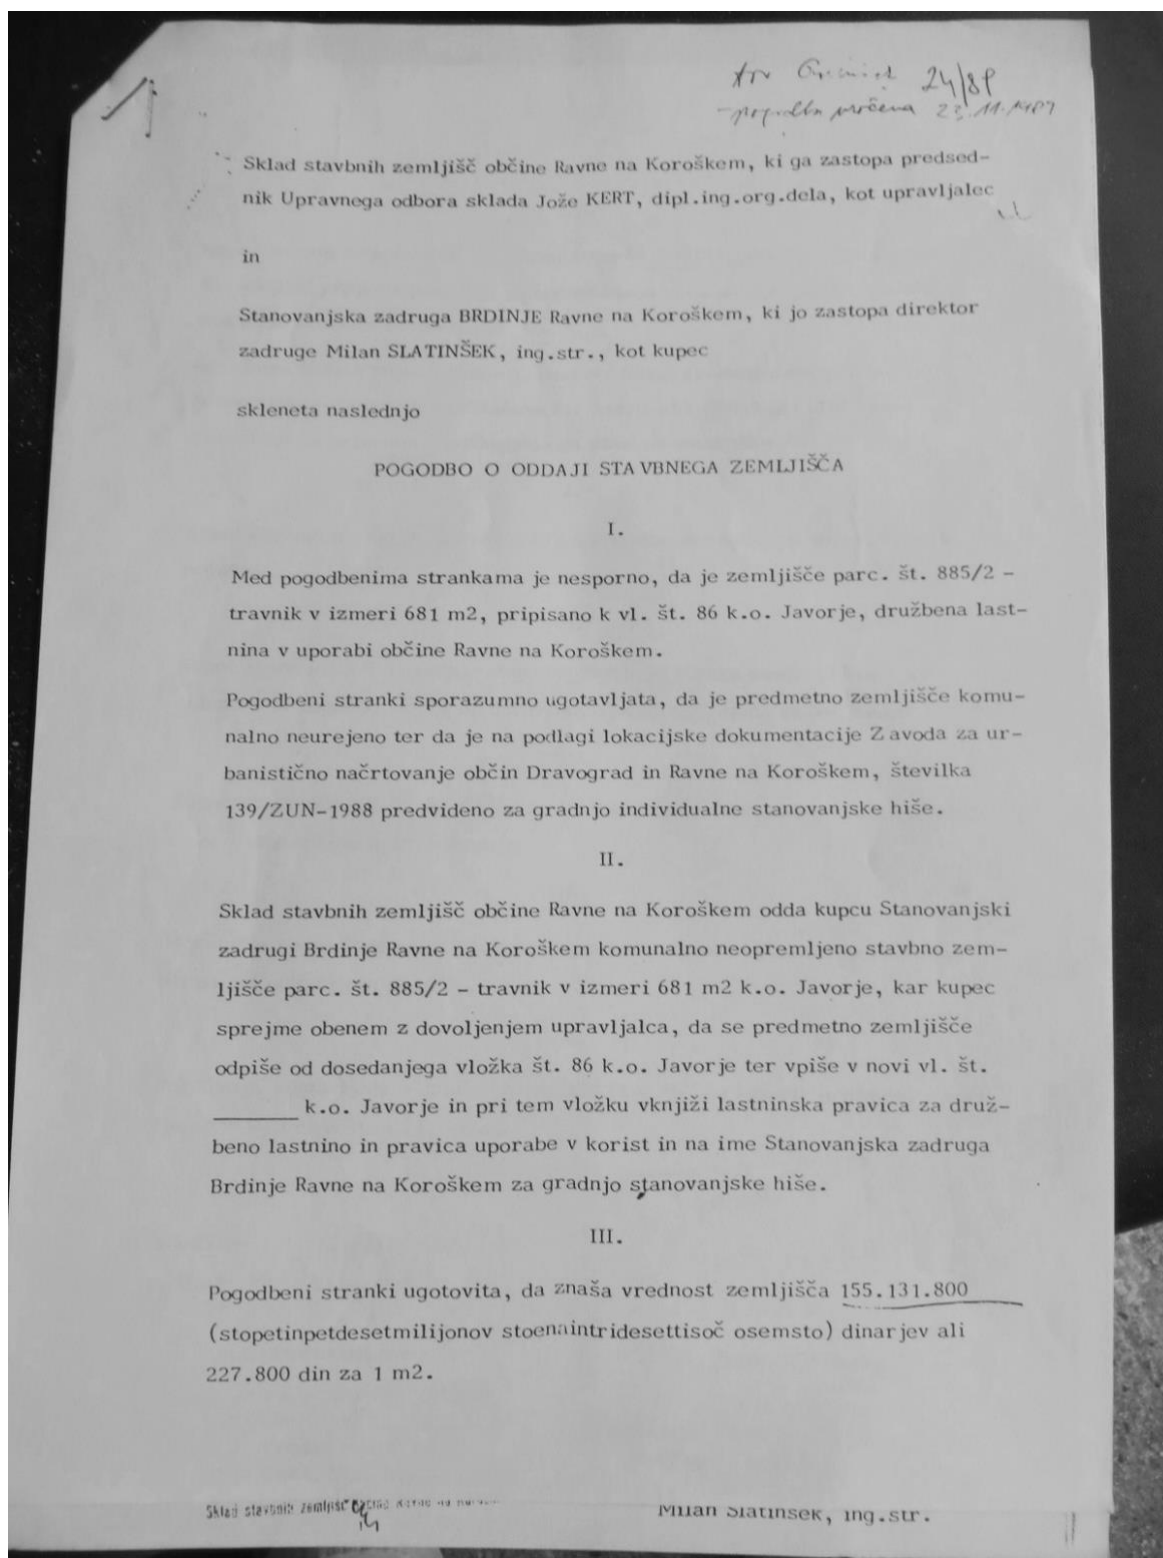 24/89
pogodba vročena 23.11.1989
Sklad stavbnih zemljišč občine Ravne na Koroškem, ki ga zastopa predsed-
nik Upravnega odbora sklada Jože KERT, dipl.ing.org.dela, kot upravljalec
in
Stanovanjska zadruga BRDINJE Ravne na Koroškem, ki jo zastopa direktor
zadruge Milan SLATINŠEK, ing.str., kot kupec
skleneta naslednjo
POGODBO O ODDAJI STAVBNEGA ZEMLJIŠČA
I.
Med pogodbenima strankama je nesporno, da je zemljišče parc. št. 885/2 -
travnik v izmeri 681 m2, pripisano k vl. št. 86 k.o. Javorje, družbena last-
nina v uporabi občine Ravne na Koroškem.
Pogodbeni stranki sporazumno ugotavljata, da je predmetno zemljišče komu-
nalno neurejeno ter da je na podlagi lokacijske dokumentacije Zavoda za ur-
banistično načrtovanje občin Dravograd in Ravne na Koroškem, številka
139/ZUN-1988 predvideno za gradnjo individualne stanovanjske hiše.
II.
Sklad stavbnih zemljišč občine Ravne na Koroškem odda kupcu Stanovanjski
zadrugi Brdinje Ravne na Koroškem komunalno neopremljeno stavbno zem-
ljišče parc. št. 885/2 - travnik v izmeri 681 m2 k.o. Javorje, kar kupec
sprejme obenem z dovoljenjem upravljalca, da se predmetno zemljišče
odpiše od dosedanjega vložka št. 86 k.o. Javorje ter vpiše v novi vl. št.
_______ k.o. Javorje in pri tem vložku vknjiži lastninska pravica za druž-
beno lastnino in pravica uporabe v korist in na ime Stanovanjska zadruga
Brdinje Ravne na Koroškem za gradnjo stanovanjske hiše.
III.
Pogodbeni stranki ugotovita, da znaša vrednost zemljišča 155.131.800
(stopetinpetdesetmilijonov stoenaintridesettisoč osemsto) dinarjev ali
227.800 din za 1 m2.
Sklad stavbnih zemljišč
Milan Slatinšek, ing.str.